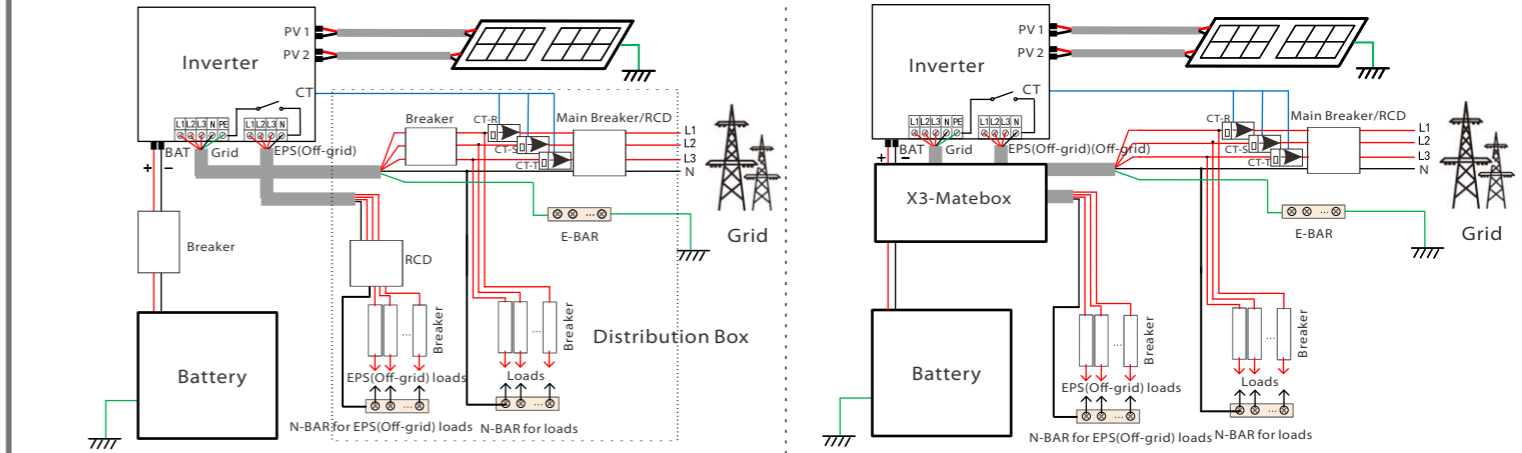 PV 1
PV 2
Inverter
CT
L1 L2 L3 N PE
L1 L2 L3 N
BAT
Grid
EPS(Off-grid)
+
−
Breaker
CT-R
CT-S
CT-T
Main Breaker/RCD
L1
L2
L3
N
Breaker
E-BAR
Grid
RCD
Breaker
...
Breaker
...
Distribution Box
Battery
EPS(Off-grid) loads
Loads
...
...
N-BAR for EPS(Off-grid) loads
N-BAR for loads
PV 1
PV 2
Inverter
CT
L1 L2 L3 N PE
L1 L2 L3 N
BAT
Grid
EPS(Off-grid)(Off-grid)
+
−
CT-R
CT-S
CT-T
Main Breaker/RCD
L1
L2
L3
N
X3-Matebox
...
E-BAR
Grid
Breaker
...
Breaker
...
Battery
EPS(Off-grid) loads
Loads
...
...
N-BAR for EPS(Off-grid) loads
N-BAR for loads